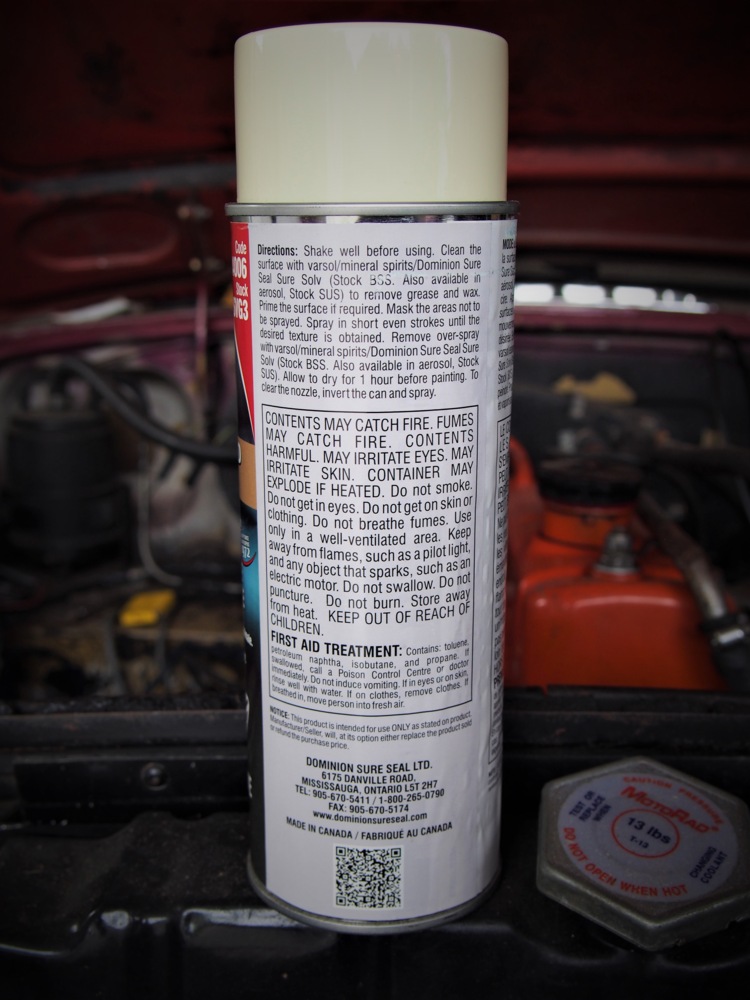 Code
Stock
Directions: Shake well before using. Clean the
surface with varsol/mineral spirits/Dominion Sure
Seal Sure Solv (Stock BSS. Also available in
aerosol, Stock SUS) to remove grease and wax.
Prime the surface if required. Mask the areas not to
be sprayed. Spray in short even strokes until the
desired texture is obtained. Remove over-spray
with varsol/mineral spirits/Dominion Sure Seal Sure
Solv (Stock BSS. Also available in aerosol, Stock
SUS). Allow to dry for 1 hour before painting. To
clear the nozzle, invert the can and spray.
CONTENTS MAY CATCH FIRE. FUMES
MAY CATCH FIRE. CONTENTS
HARMFUL. MAY IRRITATE EYES. MAY
IRRITATE SKIN. CONTAINER MAY
EXPLODE IF HEATED. Do not smoke.
Do not get in eyes. Do not get on skin or
clothing. Do not breathe fumes. Use
only in a well-ventilated area. Keep
away from flames, such as a pilot light,
and any object that sparks, such as an
electric motor. Do not swallow. Do not
puncture. Do not burn. Store away
from heat. KEEP OUT OF REACH OF
CHILDREN.
FIRST AID TREATMENT: Contains: toluene,
petroleum naphtha, isobutane, and propane. If
swallowed, call a Poison Control Centre or doctor
immediately. Do not induce vomiting. If in eyes or on skin,
rinse well with water. If on clothes, remove clothes. If
breathed in, move person into fresh air.
NOTICE: This product is intended for use ONLY as stated on product.
Manufacturer/Seller, will, at its option either replace the product sold
or refund the purchase price.
DOMINION SURE SEAL LTD.
6175 DANVILLE ROAD,
MISSISSAUGA, ONTARIO L5T 2H7
TEL: 905-670-5411 / 1-800-265-0790
FAX: 905-670-5174
www.dominionsureseal.com
MADE IN CANADA / FABRIQUÉ AU CANADA
CAUTION PRESSURE
TEST OR
REPLACE
WHEN
MOTORAD
13 lbs
T-13
CHANGING
COOLANT
DO NOT OPEN WHEN HOT